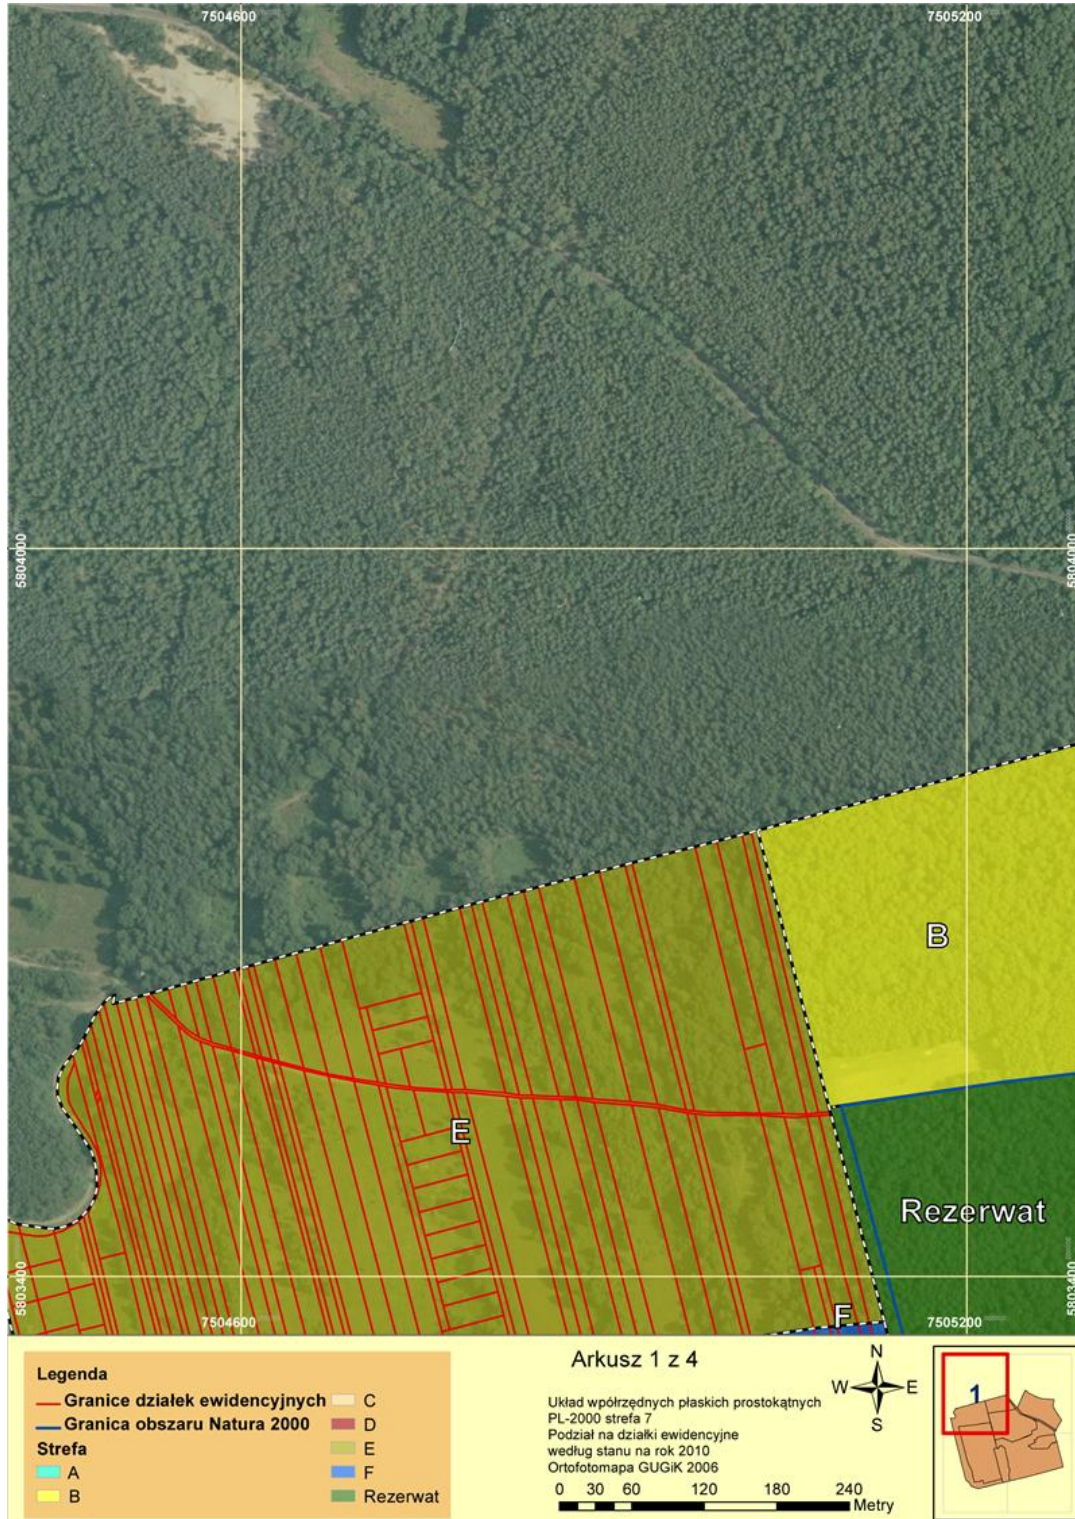 7504600 7505200
5804000 5804000
B
E
Rezerwat
5803400 5803400
F
7504600 7505200
Legenda
Granice działek ewidencyjnych
Granica obszaru Natura 2000
Strefa
A
B
C
D
E
F
Rezerwat
Arkusz 1 z 4
Układ wpółrzędnych płaskich prostokątnych
PL-2000 strefa 7
Podział na działki ewidencyjne
według stanu na rok 2010
Ortofotomapa GUGiK 2006
0 30 60 120 180 240
Metry
N
W E
S
1